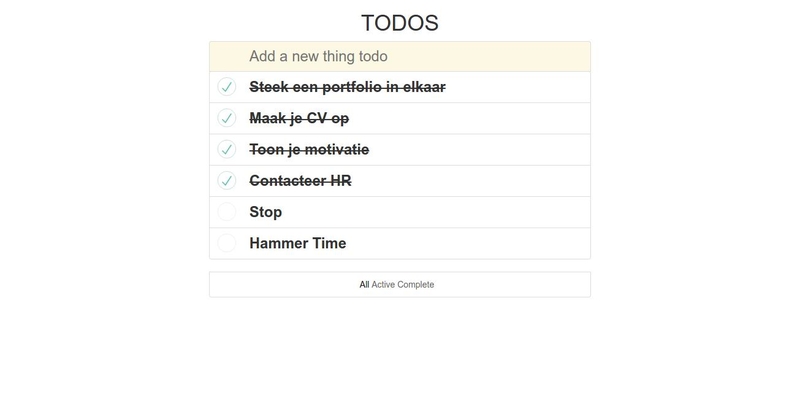 TODOS
Add a new thing todo
Steek een portfolio in elkaar
Maak je CV op
Toon je motivatie
Contacteer HR
Stop
Hammer Time
All Active Complete